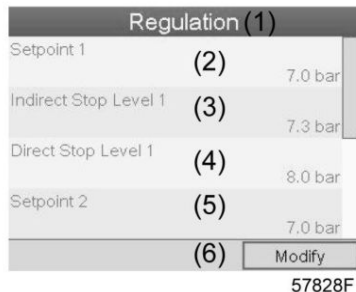 Regulation (1)
Setpoint 1
(2)
7.0 bar
Indirect Stop Level 1
(3)
7.3 bar
Direct Stop Level 1
(4)
8.0 bar
Setpoint 2
(5)
7.0 bar
(6) Modify
57828F